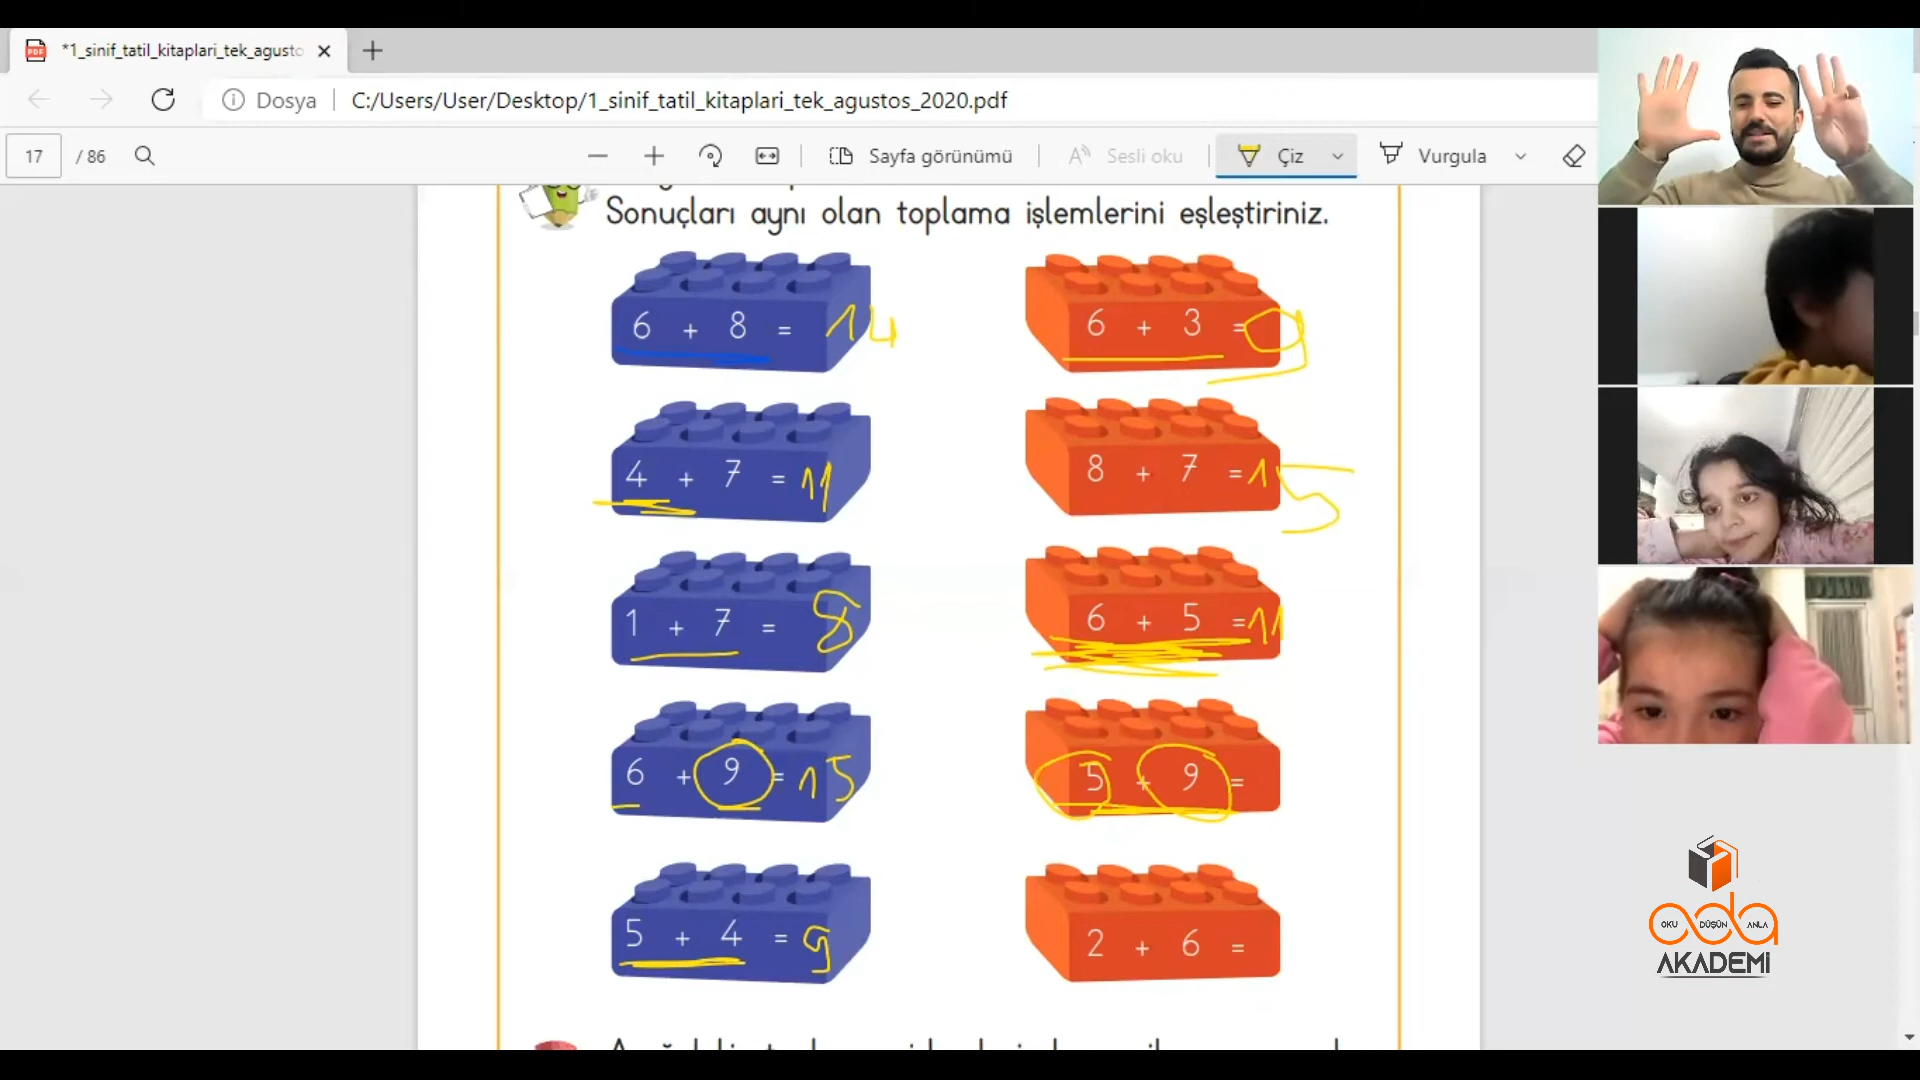 *1_sinif_tatil_kitaplari_tek_agusto
Dosya C:/Users/User/Desktop/1_sinif_tatil_kitaplari_tek_agustos_2020.pdf
17 / 86 Sayfa görünümü Sesli oku Çiz Vurgula
Sonuçları aynı olan toplama işlemlerini eşleştiriniz.
6 + 8 = 14
6 + 3 = 9
4 + 7 = 11
8 + 7 = 15
1 + 7 = 8
6 + 5 = 11
6 + 9 = 15
5 + 9 =
5 + 4 = 9
2 + 6 =
oda
OKU DÜŞÜN ANLA
AKADEMİ